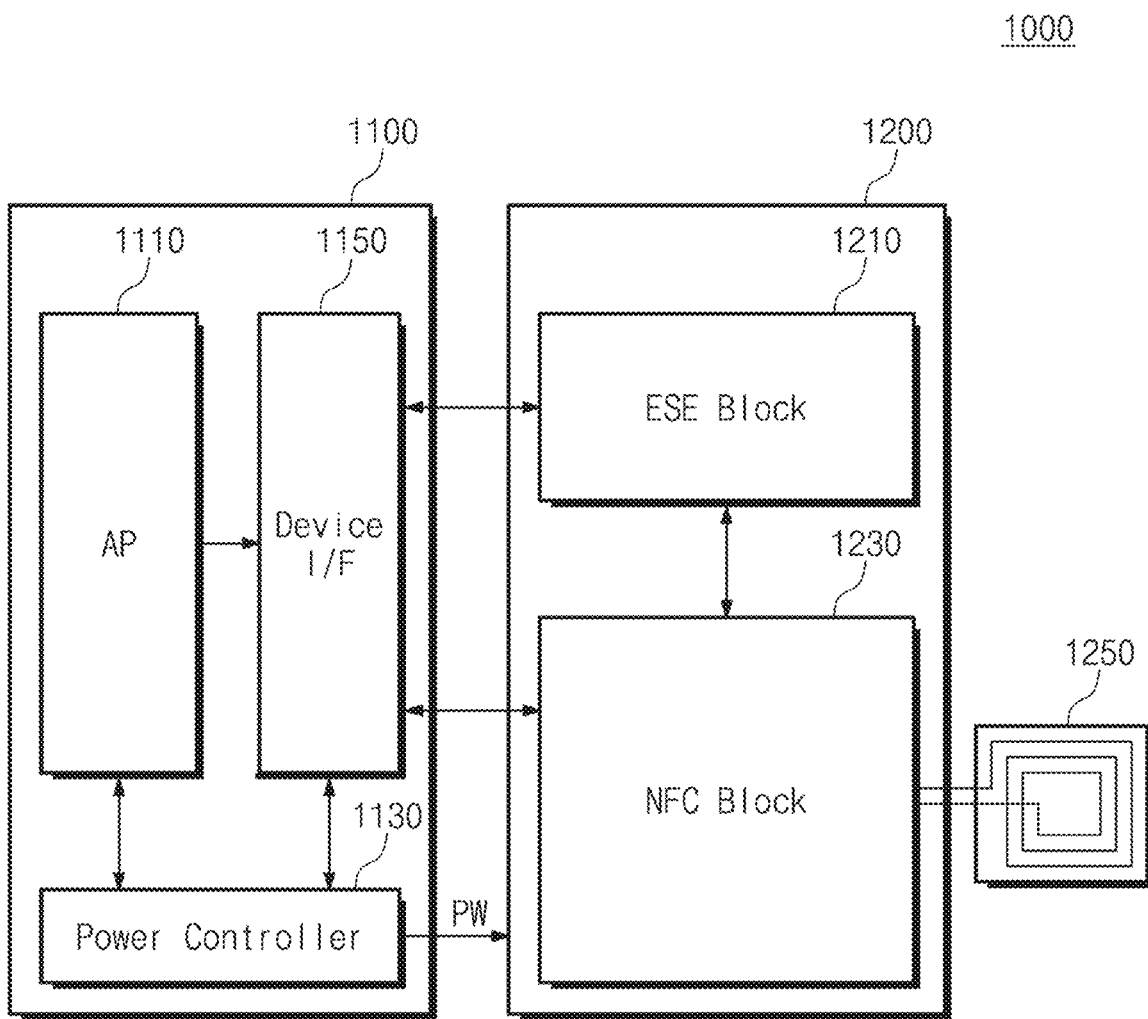 1000
1100
1200
1110
1150
1210
ESE Block
AP
Device
I/F
1230
1250
NFC Block
1130
Power Controller
PW